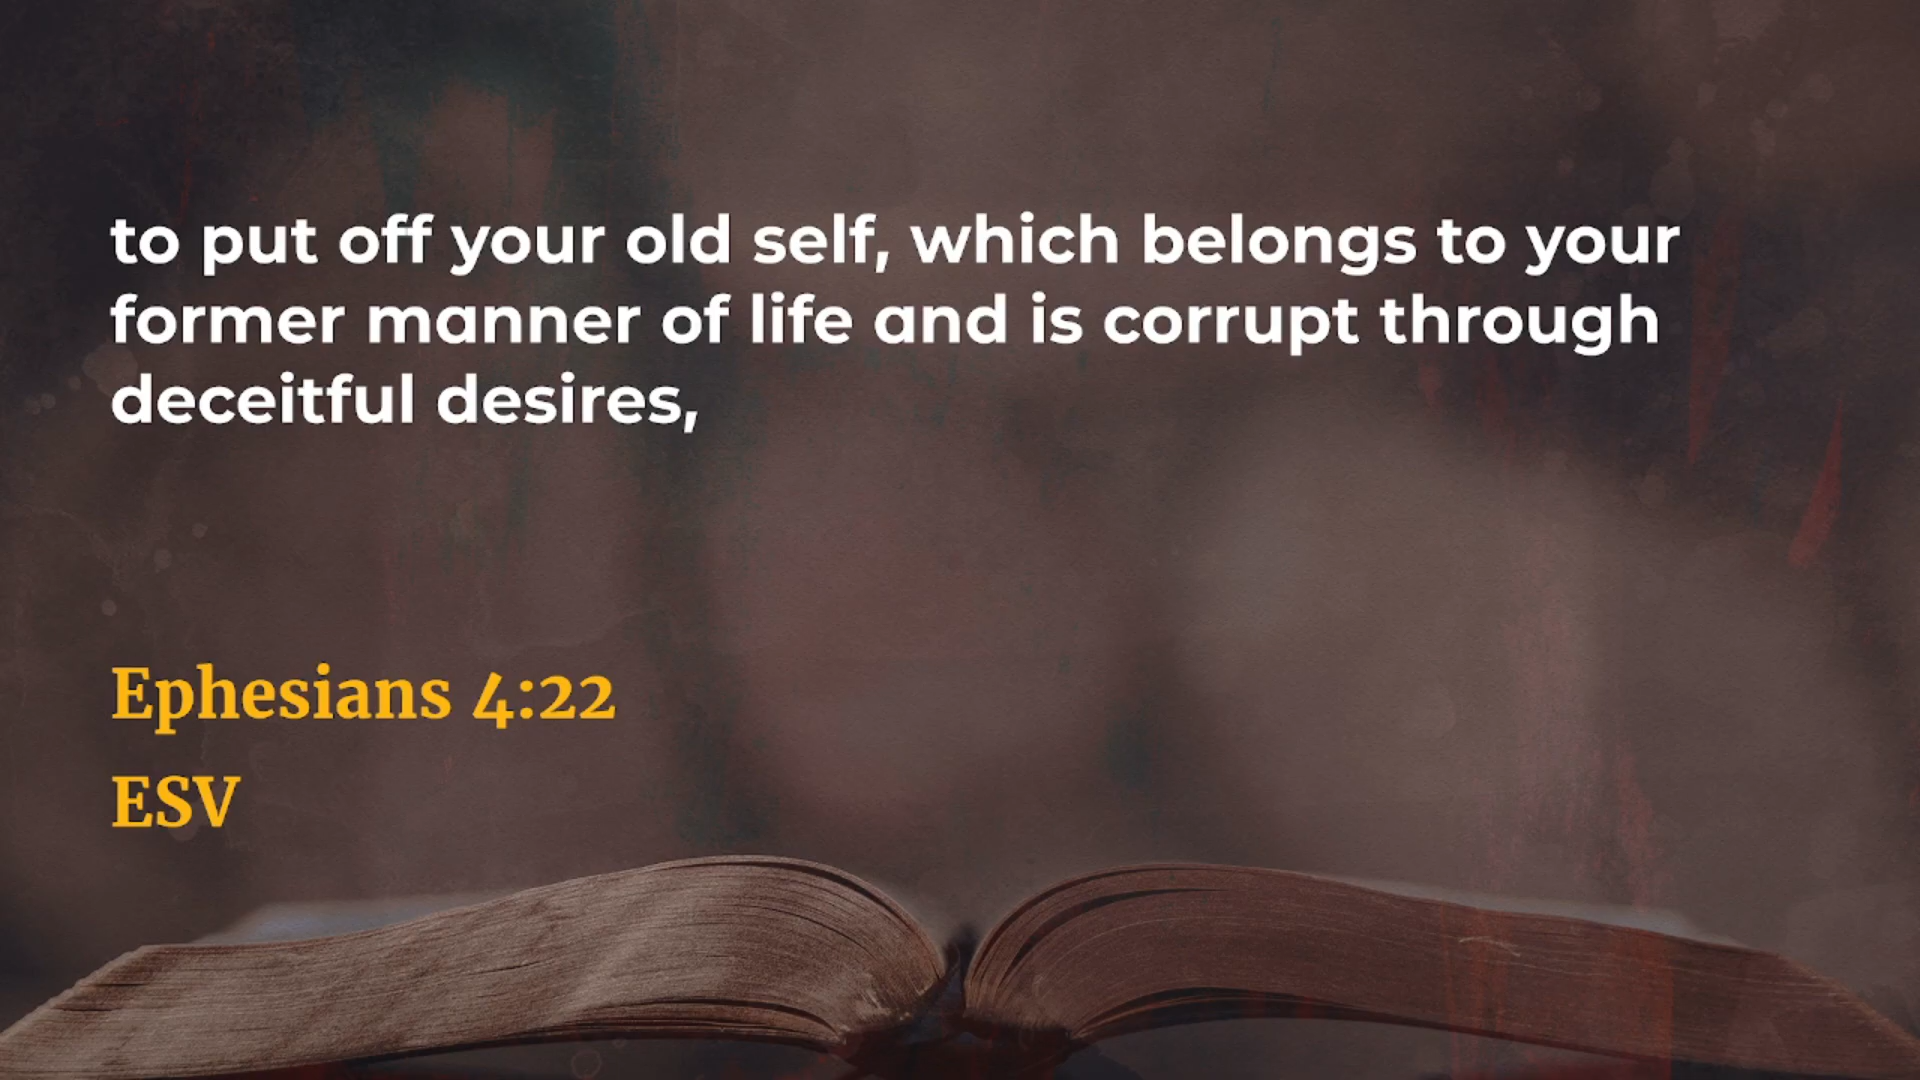 to put off your old self, which belongs to your
former manner of life and is corrupt through
deceitful desires,
Ephesians 4:22
ESV